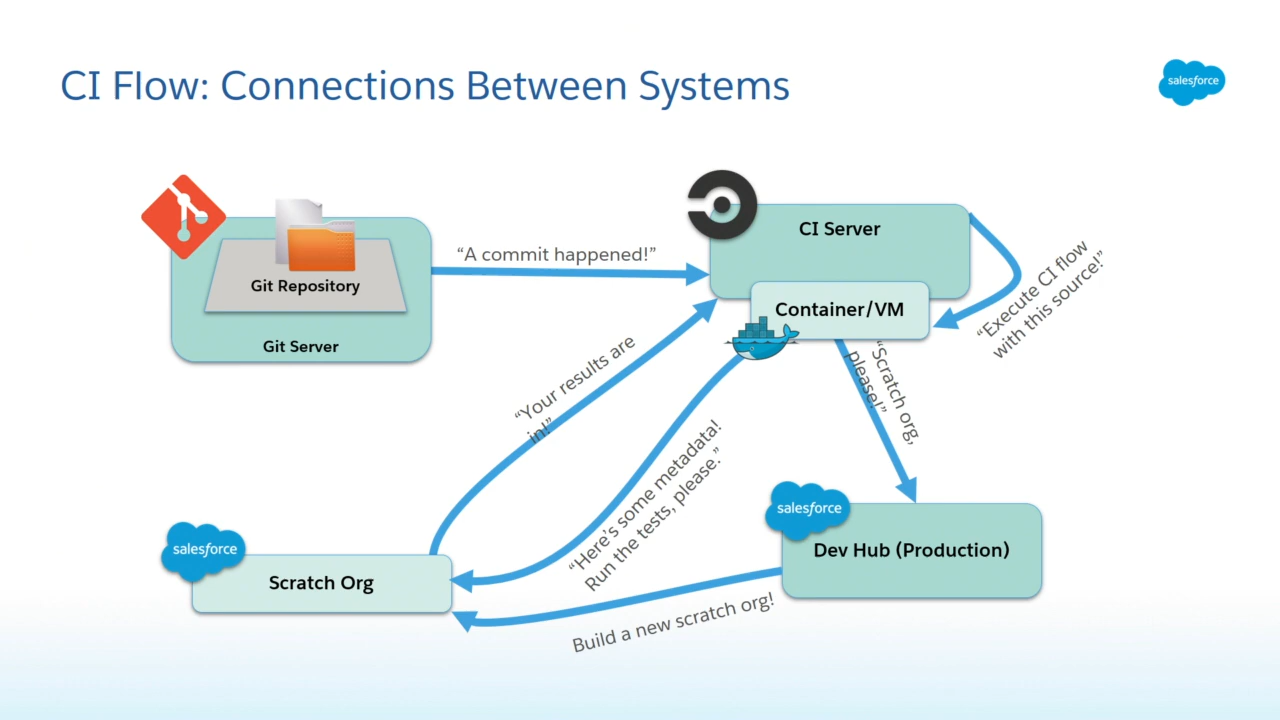 CI Flow: Connections Between Systems
salesforce
CI Server
“A commit happened!”
Git Repository
Git Server
Container/VM
“Execute CI flow
with this source!”
“Your results are
in!”
“Scratch org,
please!”
“Here’s some metadata!
Run the tests, please.”
salesforce
Dev Hub (Production)
salesforce
Scratch Org
Build a new scratch org!